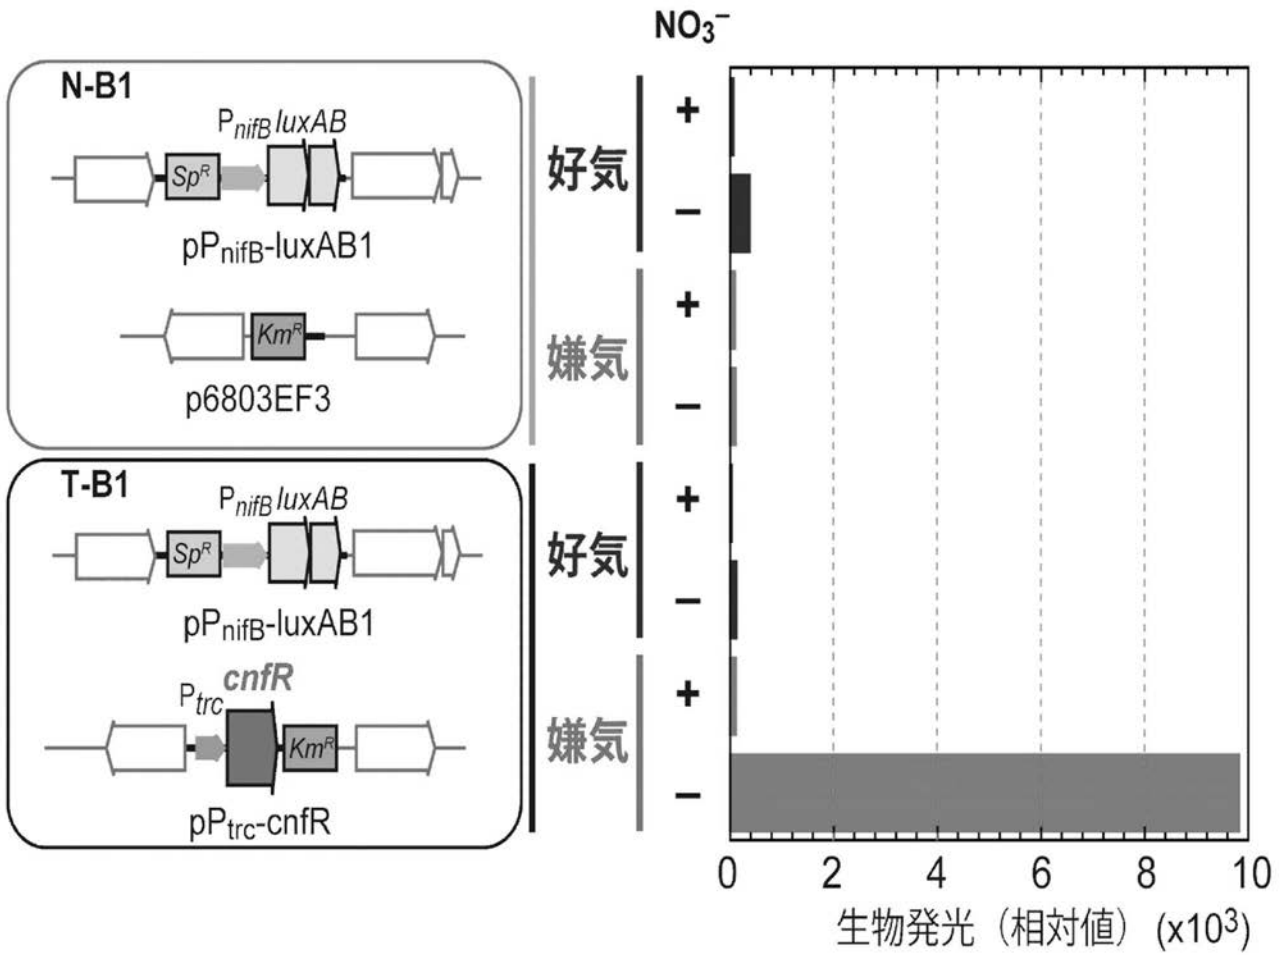 NO₃⁻
N-B1
PnifB luxAB
Spᴿ
pPnifB-luxAB1
Kmᴿ
p6803EF3
好気
+
−
嫌気
+
−
T-B1
PnifB luxAB
Spᴿ
pPnifB-luxAB1
cnfR
Ptrc
Kmᴿ
pPtrc-cnfR
好気
+
−
嫌気
+
−
0 2 4 6 8 10
生物発光（相対値） (x10³)